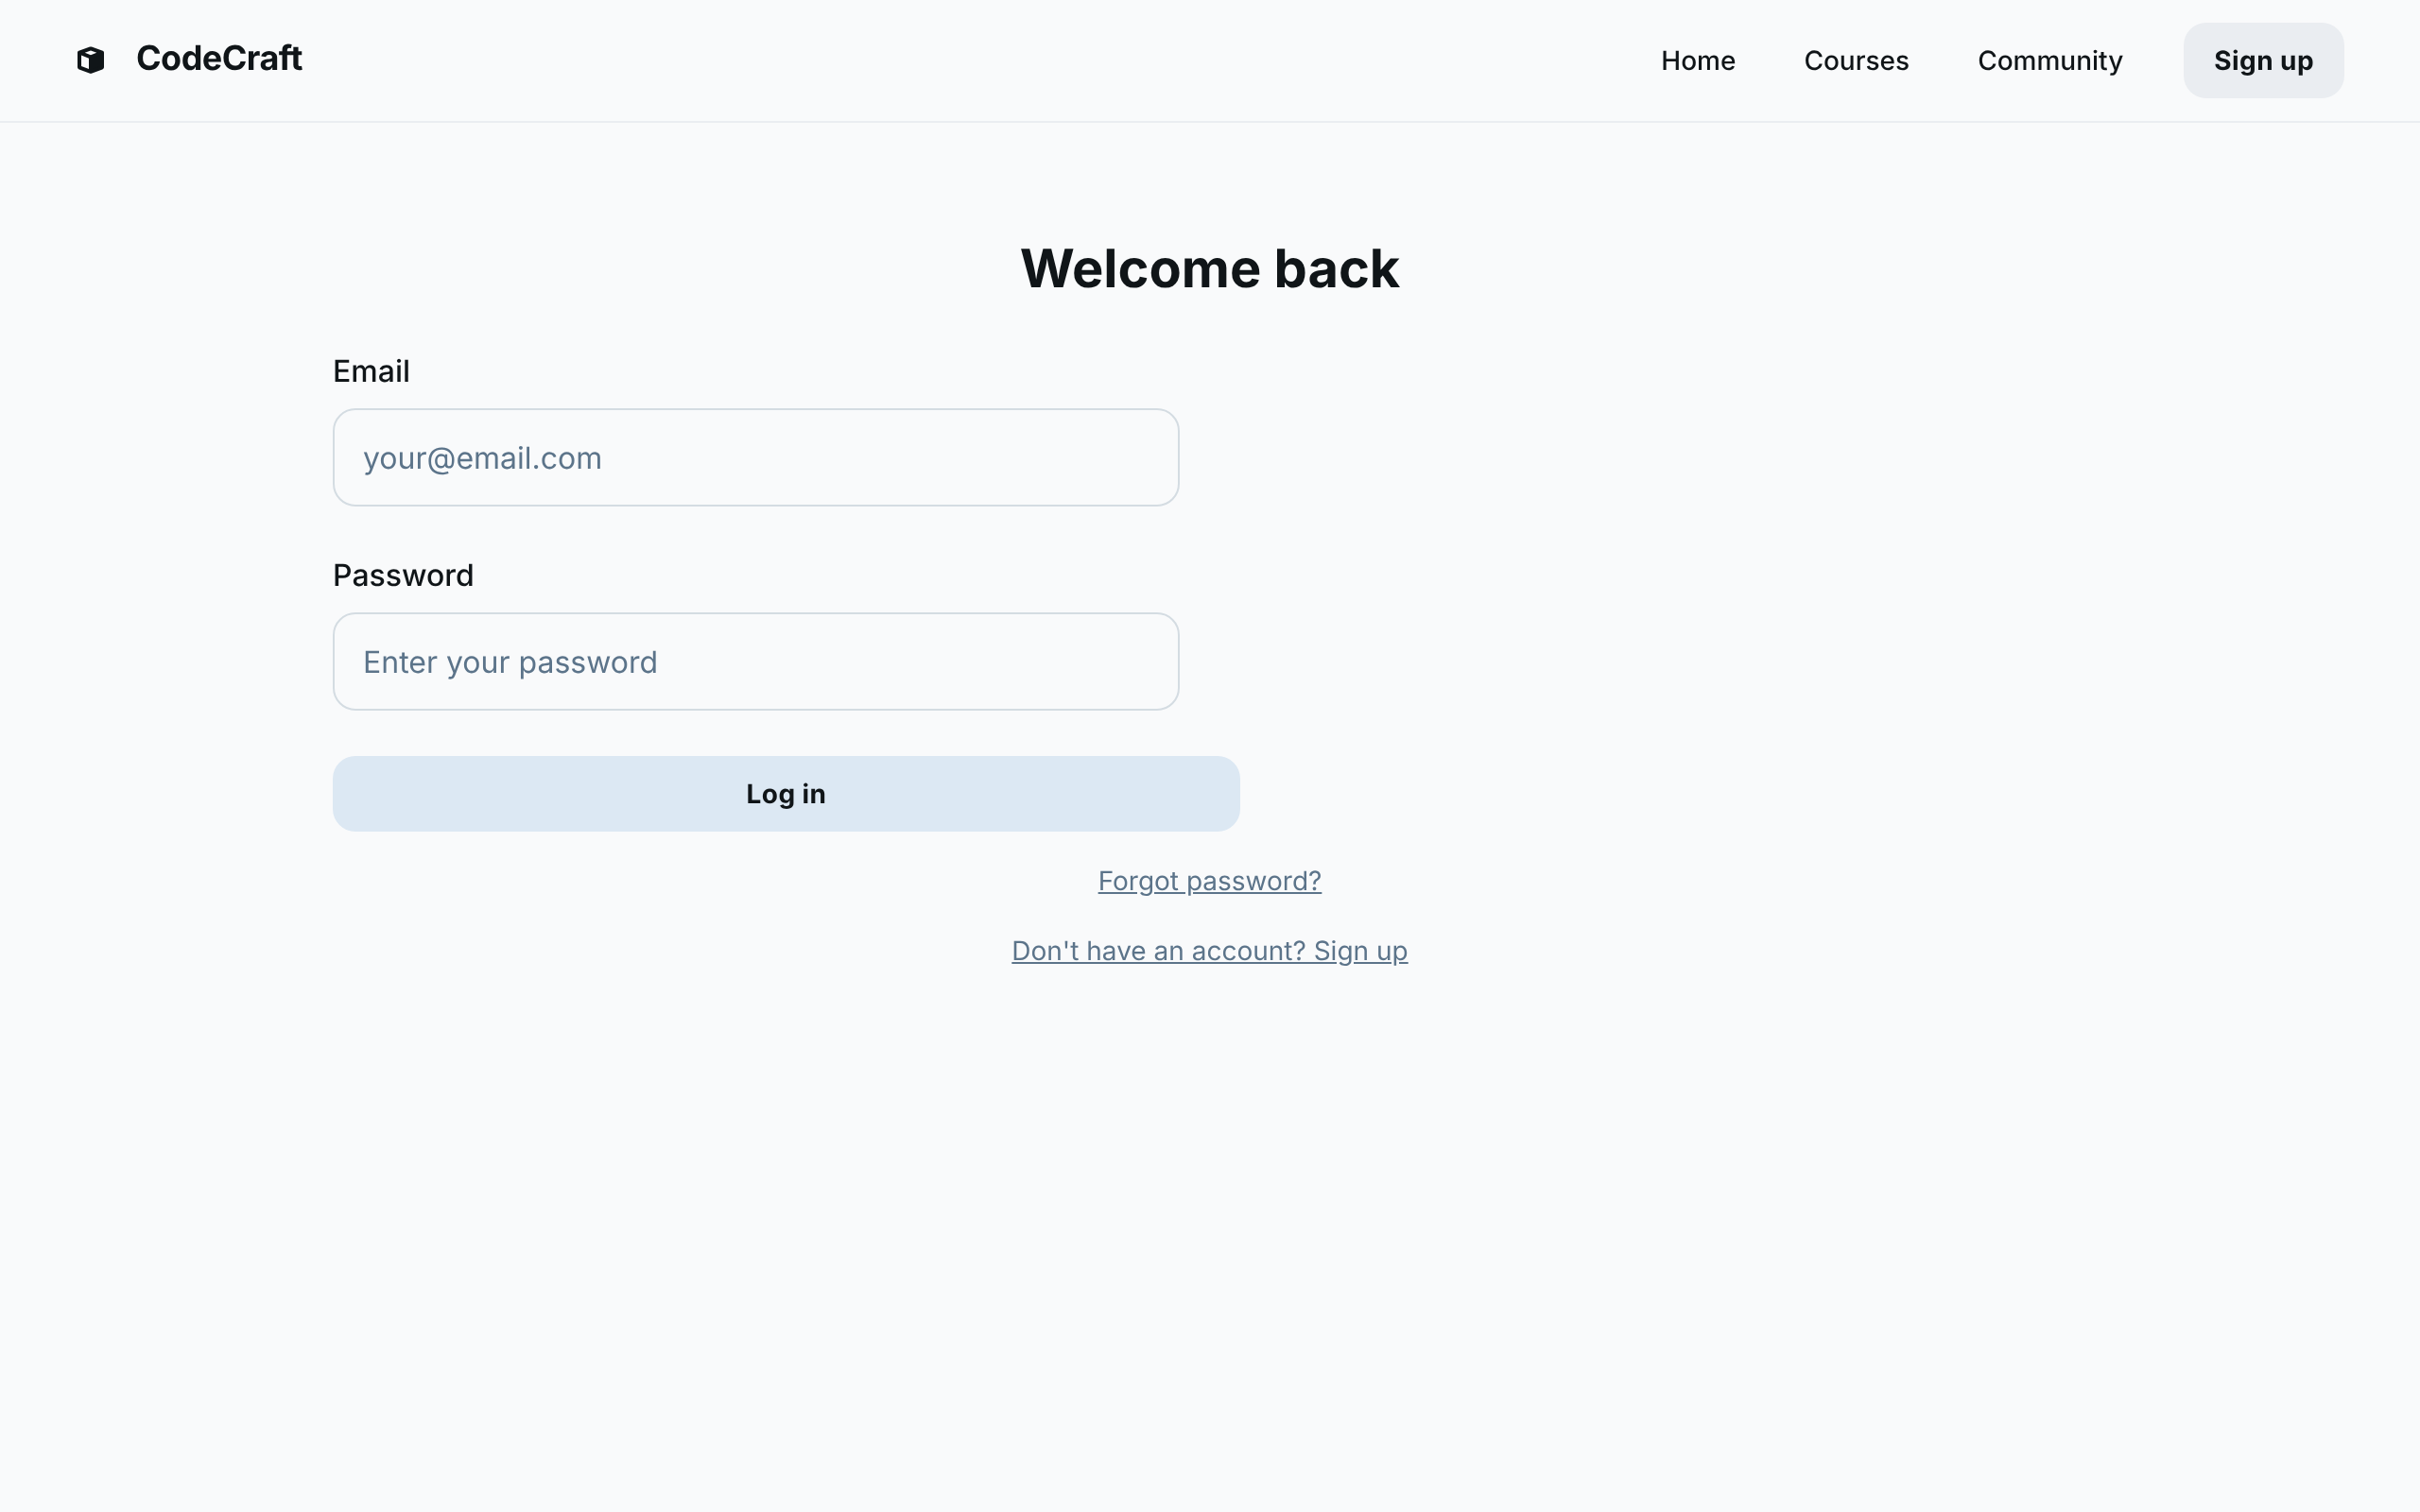 CodeCraft
Home Courses Community Sign up
Welcome back
Email
your@email.com
Password
Enter your password
Log in
Forgot password?
Don't have an account? Sign up